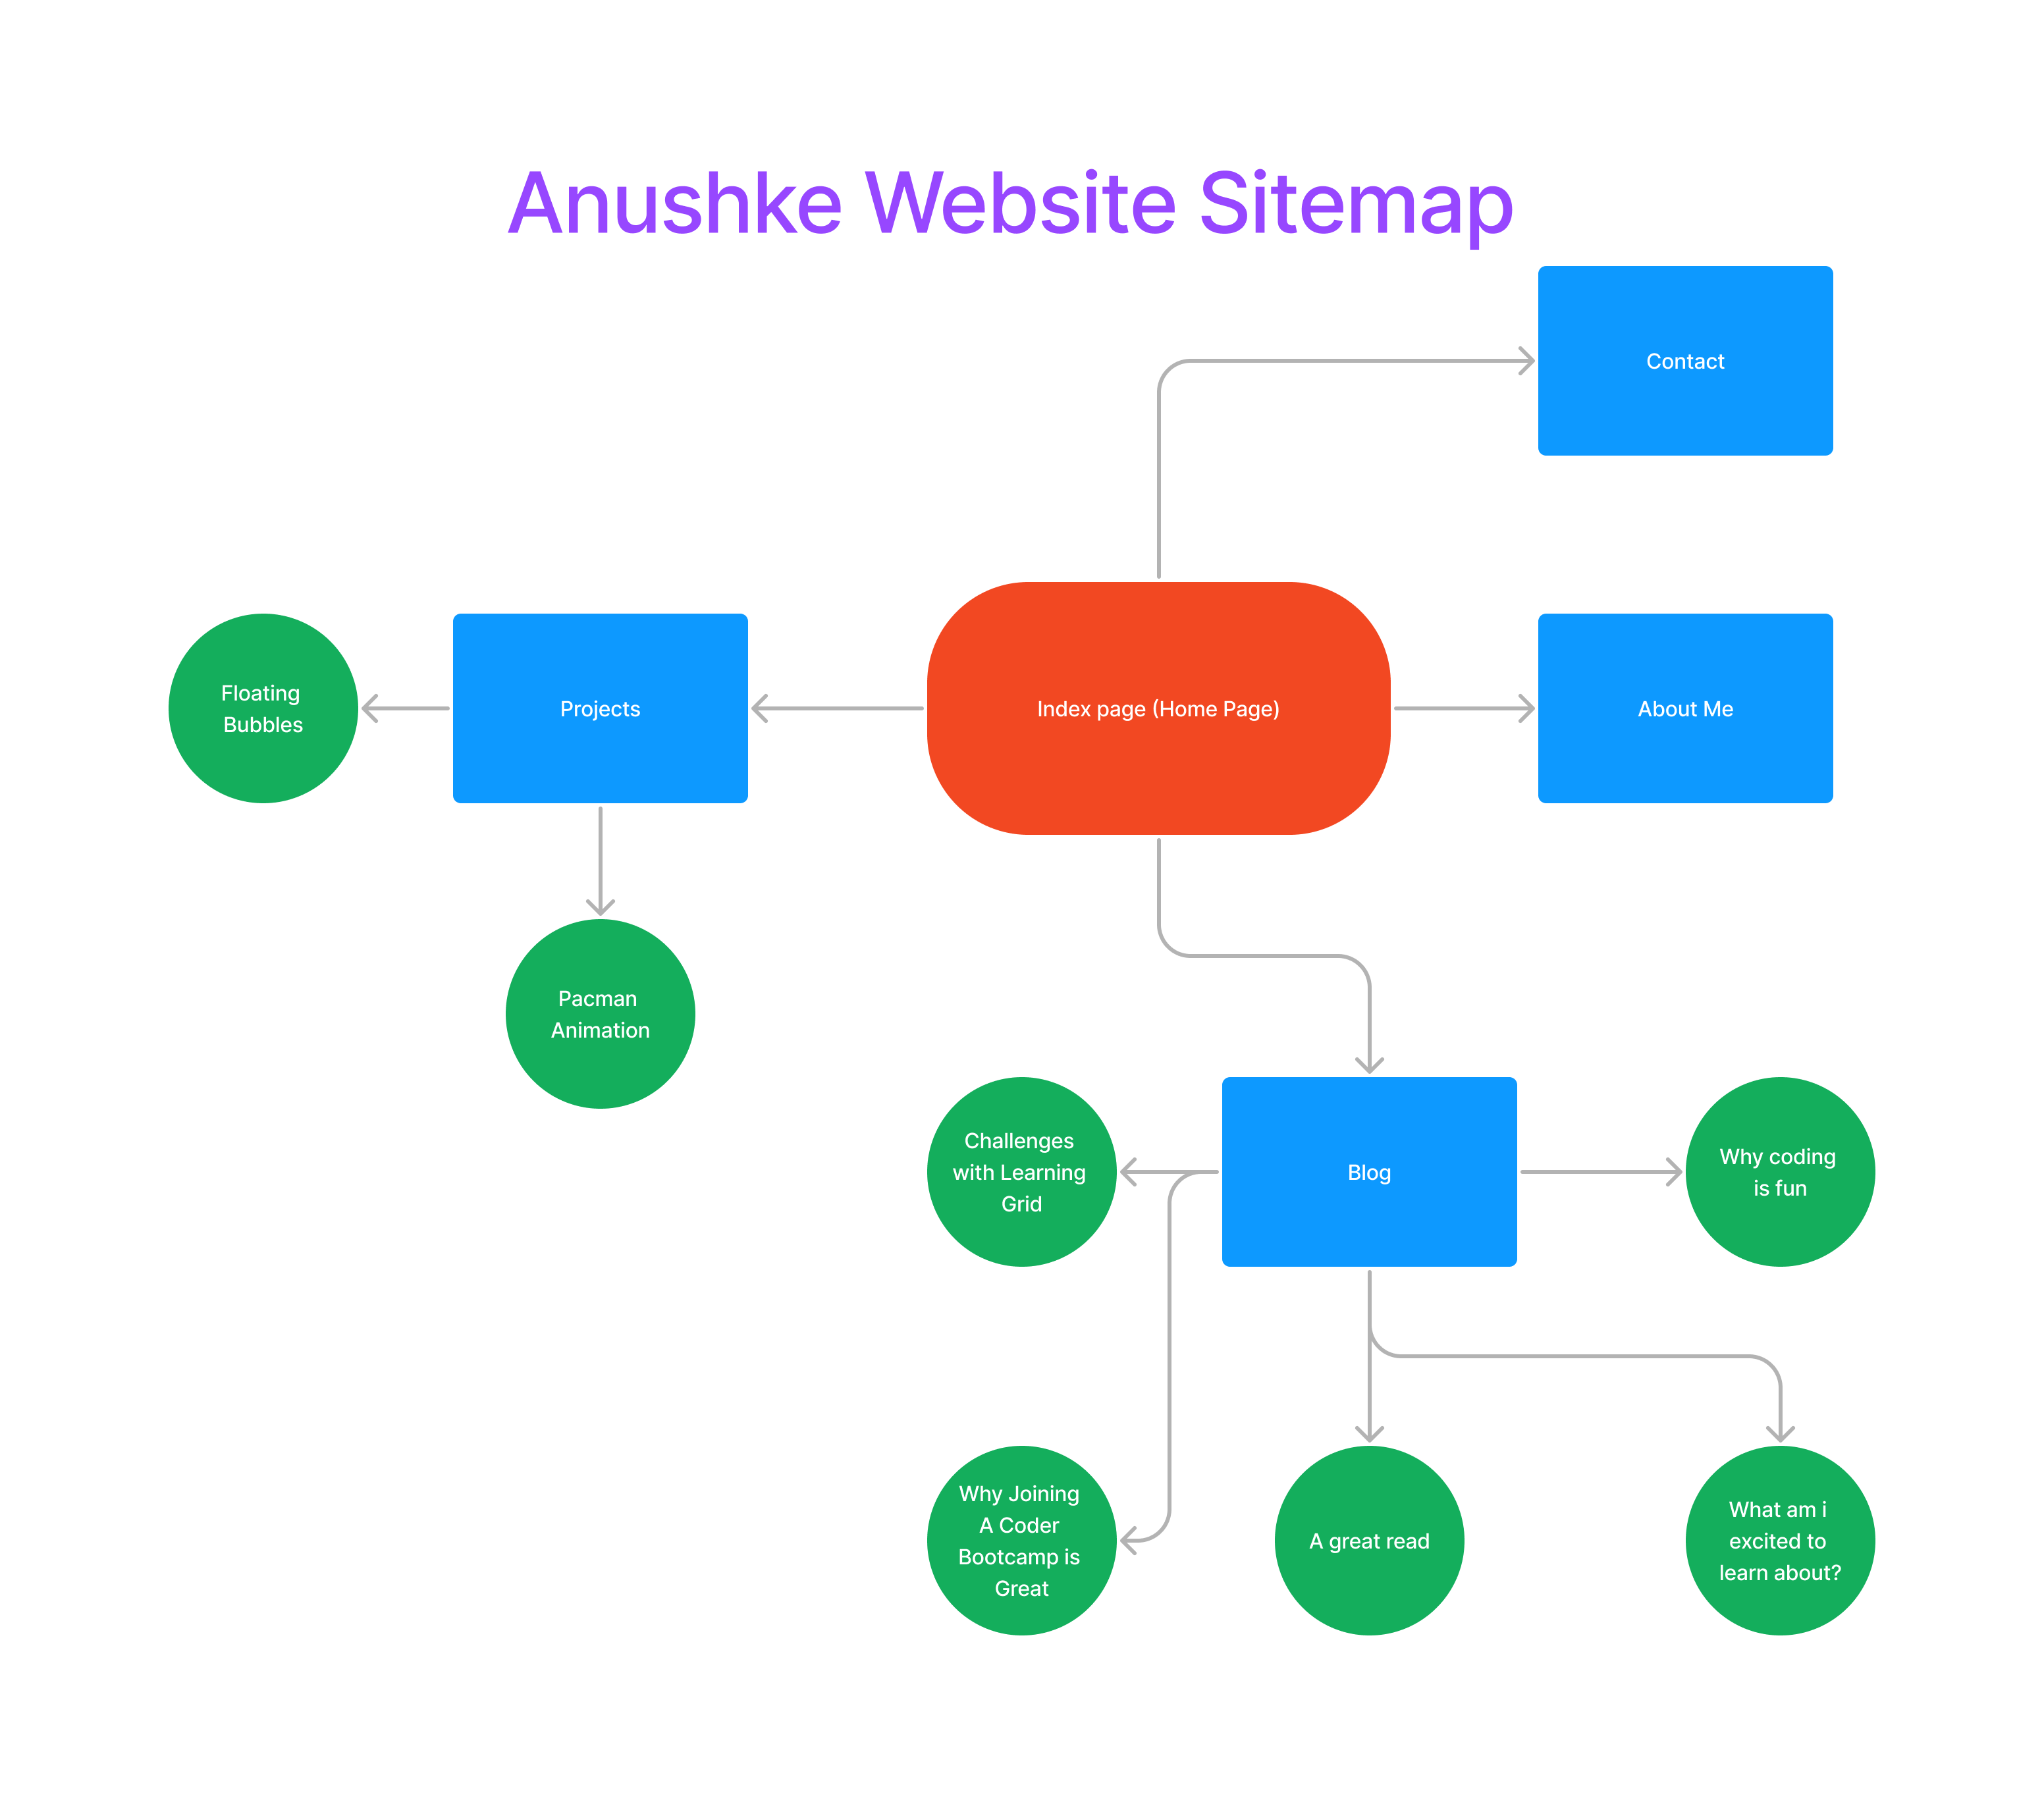 Anushke Website Sitemap
Contact
Floating
Bubbles
Projects
Index page (Home Page)
About Me
Pacman
Animation
Challenges
with Learning
Grid
Blog
Why coding
is fun
Why Joining
A Coder
Bootcamp is
Great
A great read
What am i
excited to
learn about?